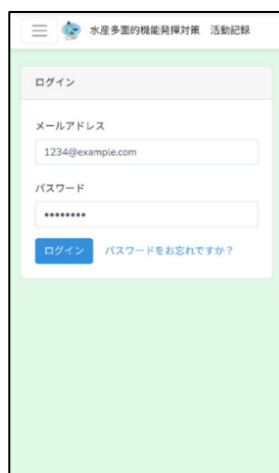 水産多面的機能発揮対策　活動記録
ログイン
メールアドレス
1234@example.com
パスワード
••••••••
ログイン　パスワードをお忘れですか？